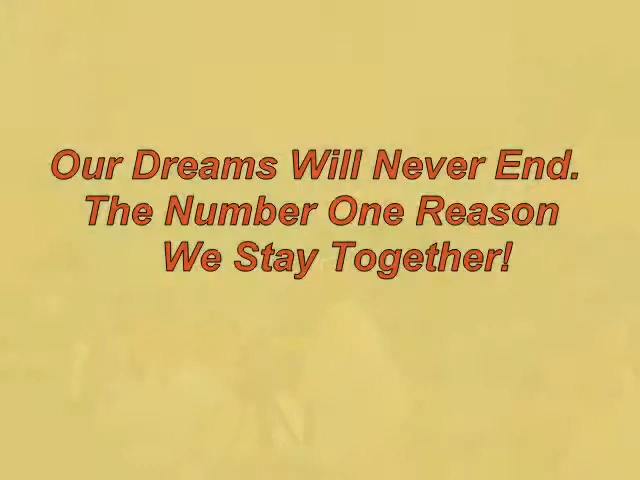 Our Dreams Will Never End.
The Number One Reason
We Stay Together!